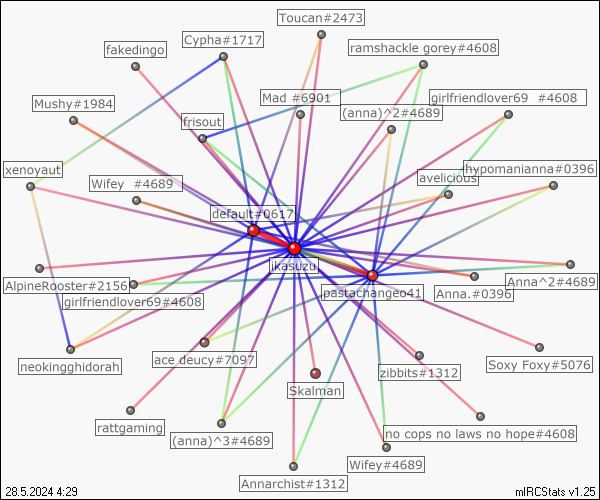 Toucan#2473
Cypha#1717
fakedingo
ramshackle gorey#4608
Mad #6901
girlfriendlover69 #4608
Mushy#1984
(anna)^2#4689
frisout
xenoyaut
hypomanianna#0396
avelicious
Wifey #4689
default#0617
ikasuzu
AlpineRooster#2156
pastachangeo41
Anna.#0396
Anna^2#4689
girlfriendlover69#4608
neokingghidorah
ace deucy#7097
zibbits#1312
Soxy Foxy#5076
Skalman
rattgaming
(anna)^3#4689
no cops no laws no hope#4608
Wifey#4689
Annarchist#1312
28.5.2024 4:29
mIRCStats v1.25